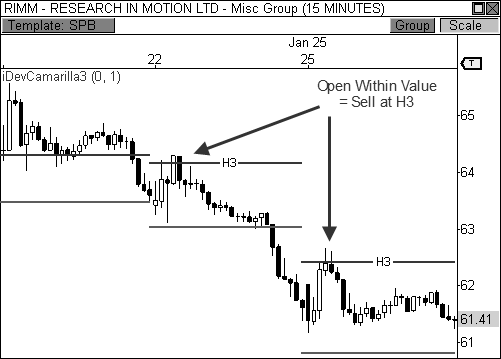 RIMM - RESEARCH IN MOTION LTD - Misc Group (15 MINUTES)
Template: SPB
Group
Scale
Jan 25
22
25
T
iDevCamarilla3 (0, 1)
Open Within Value
= Sell at H3
H3
H3
65
64
63
62
61.41
61